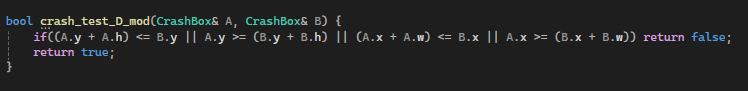 bool crash_test_D_mod(CrashBox& A, CrashBox& B) {
    if((A.y + A.h) <= B.y || A.y >= (B.y + B.h) || (A.x + A.w) <= B.x || A.x >= (B.x + B.w)) return false;
    return true;
}